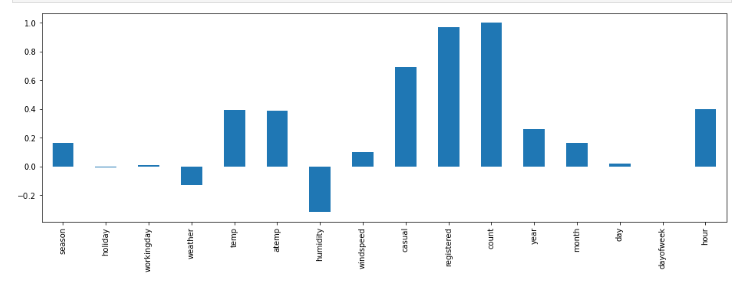 1.0
0.8
0.6
0.4
0.2
0.0
−0.2
season
holiday
workingday
weather
temp
atemp
humidity
windspeed
casual
registered
count
year
month
day
dayofweek
hour